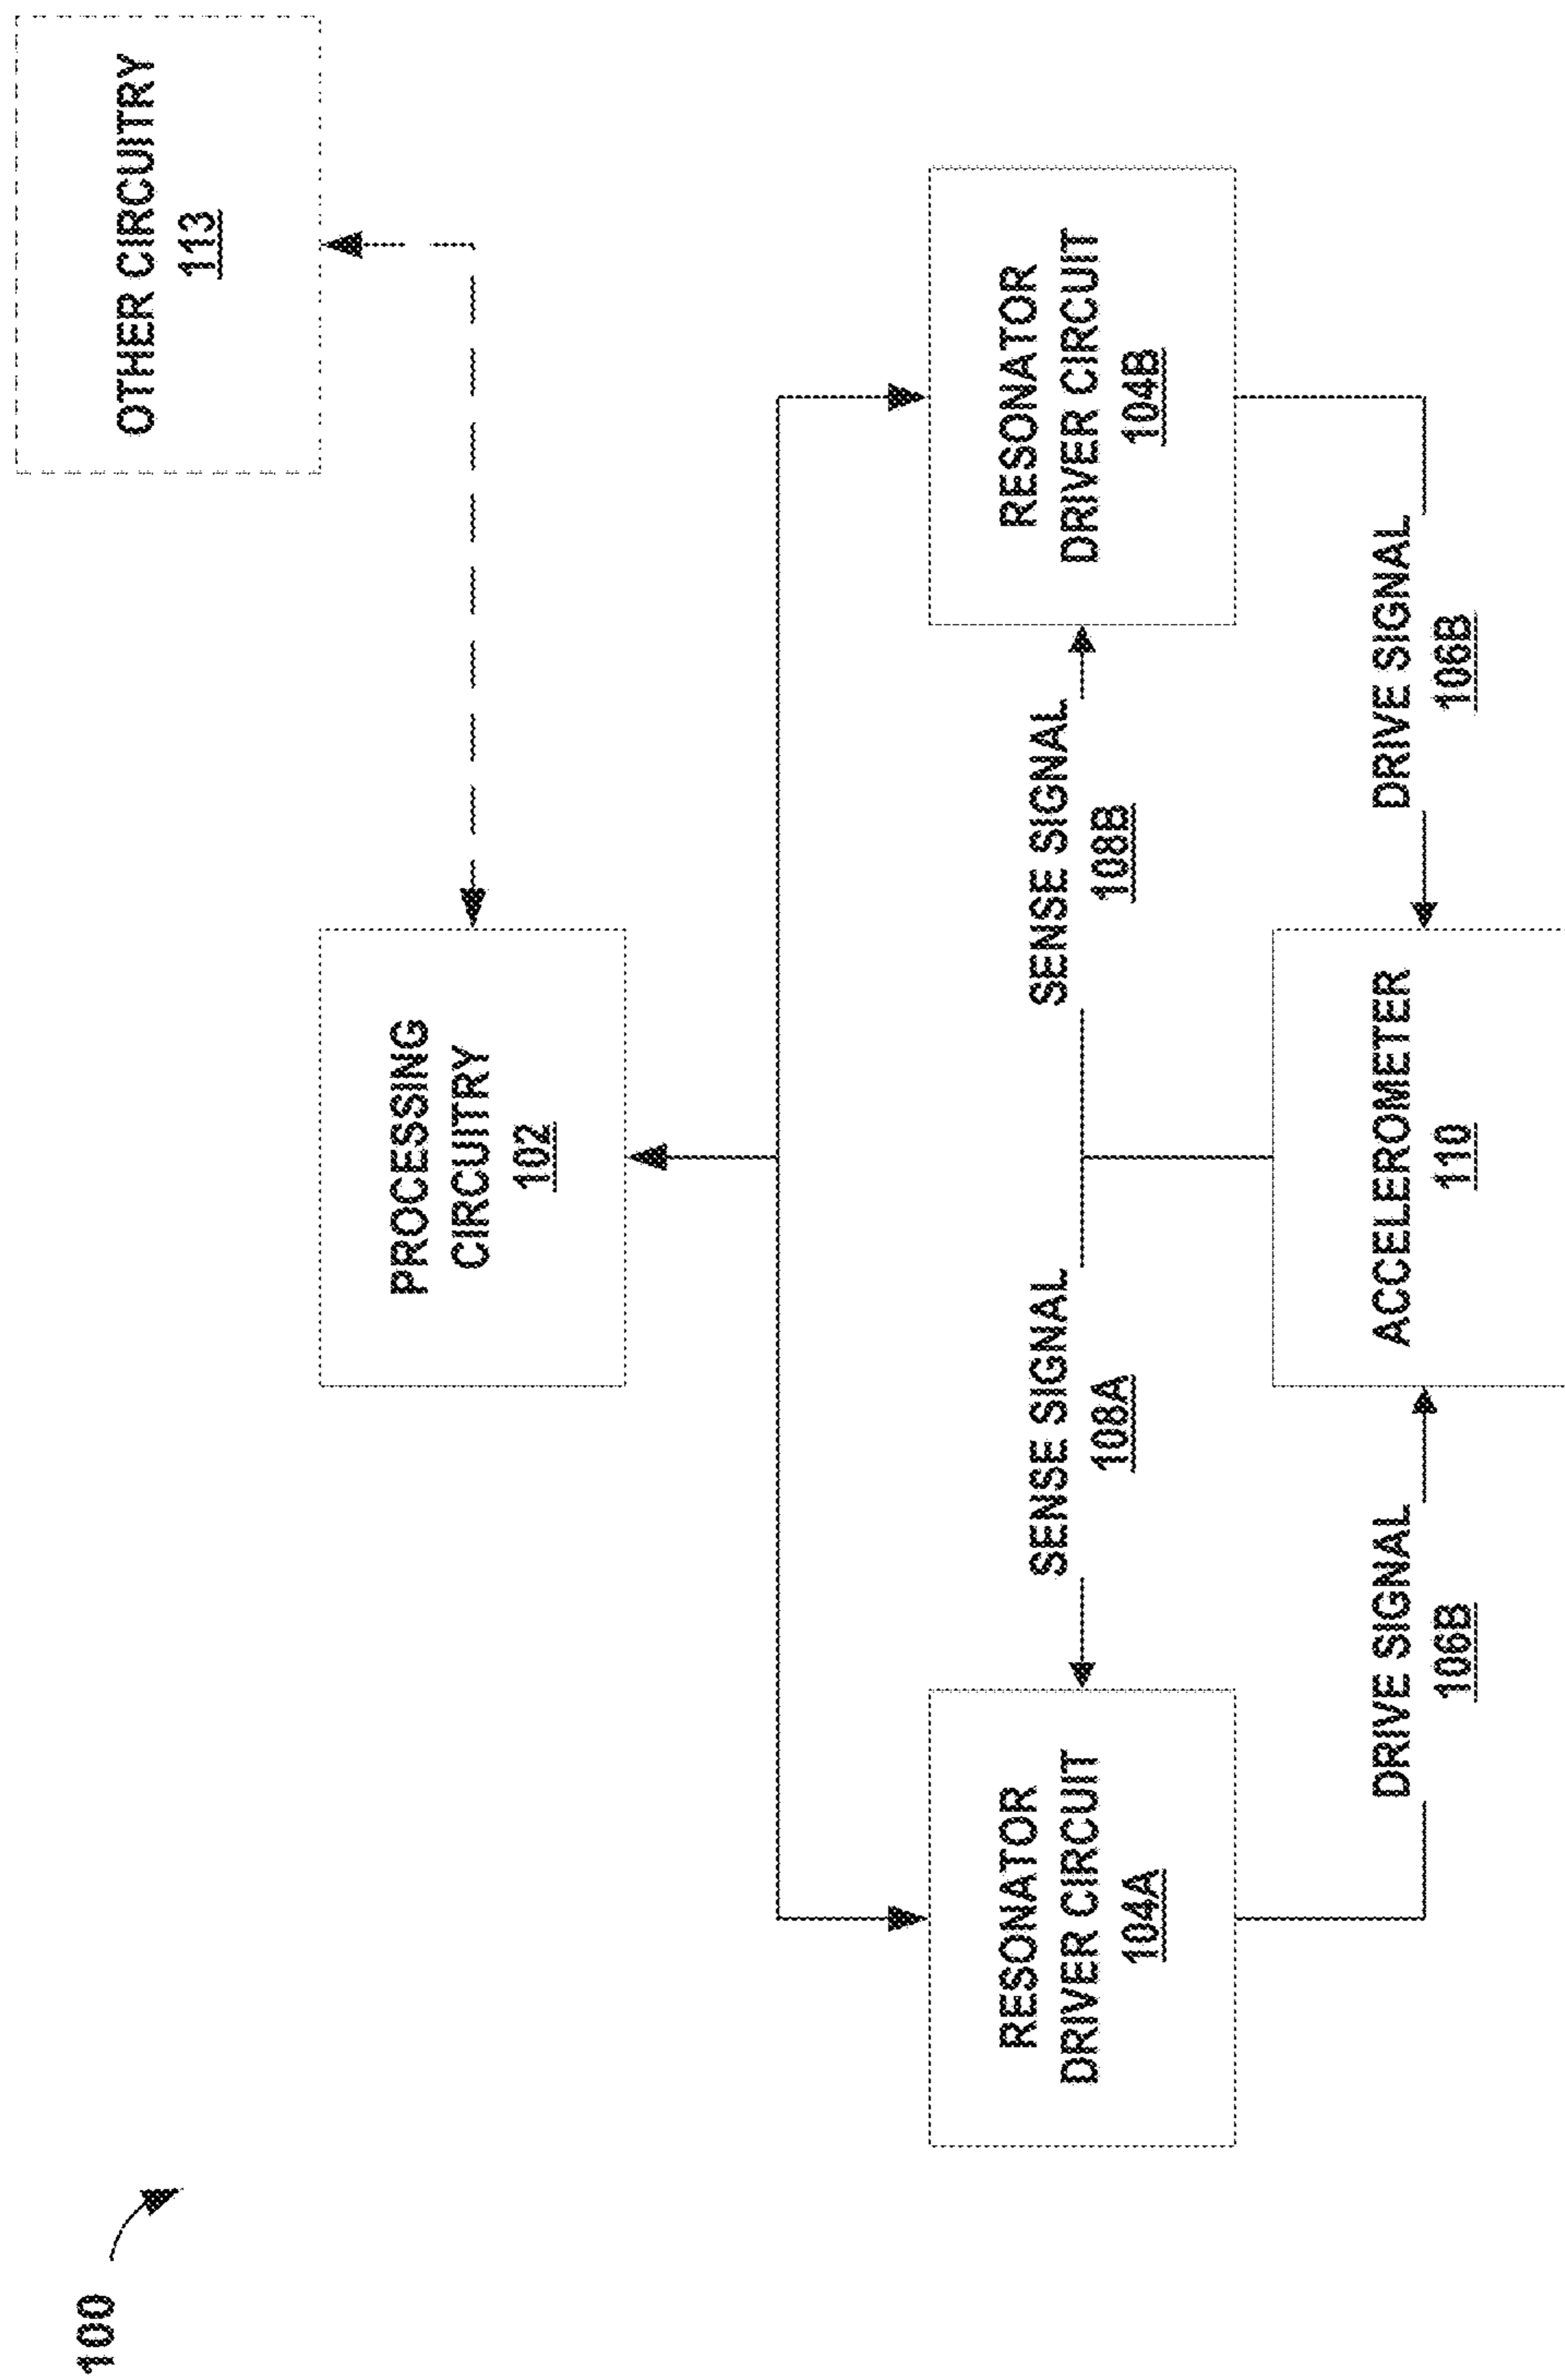 100
OTHER CIRCUITRY
113
PROCESSING
CIRCUITRY
102
RESONATOR
DRIVER CIRCUIT
104A
SENSE SIGNAL
108A
SENSE SIGNAL
108B
RESONATOR
DRIVER CIRCUIT
104B
DRIVE SIGNAL
106B
ACCELEROMETER
110
DRIVE SIGNAL
106B